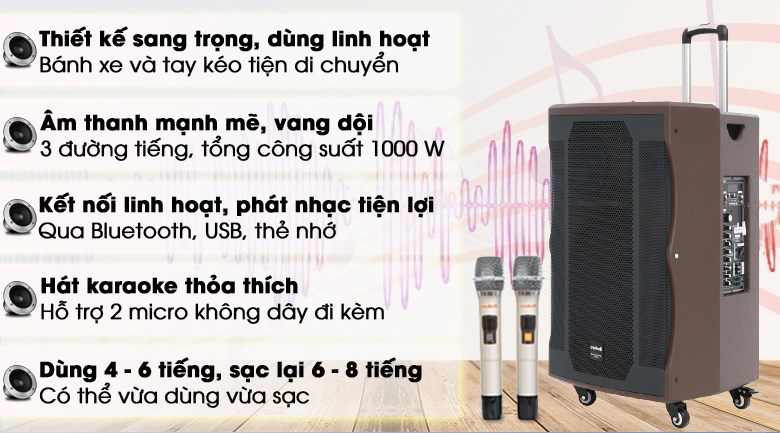 Thiết kế sang trọng, dùng linh hoạt
Bánh xe và tay kéo tiện di chuyển
Âm thanh mạnh mẽ, vang dội
3 đường tiếng, tổng công suất 1000 W
Kết nối linh hoạt, phát nhạc tiện lợi
Qua Bluetooth, USB, thẻ nhớ
Hát karaoke thỏa thích
Hỗ trợ 2 micro không dây đi kèm
Dùng 4 - 6 tiếng, sạc lại 6 - 8 tiếng
Có thể vừa dùng vừa sạc